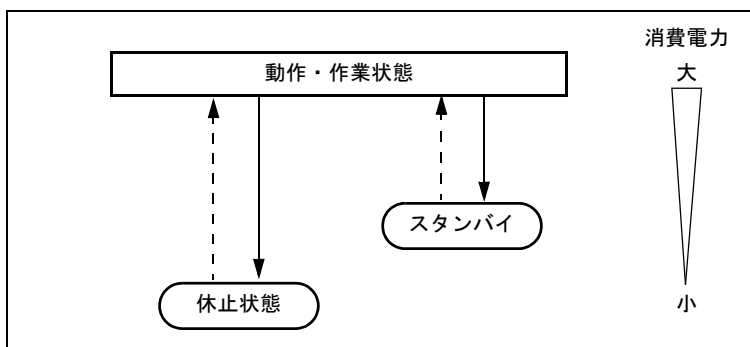 消費電力
大
動作・作業状態
スタンバイ
休止状態
小